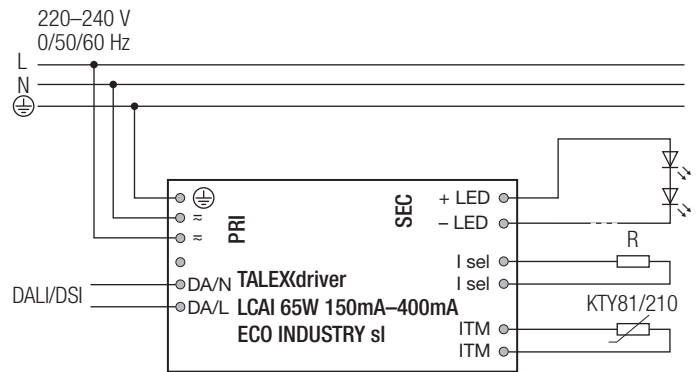 220–240 V
0/50/60 Hz
L
N
+ LED
≂
PRI
SEC
– LED
≂
R
I sel
DALI/DSI
DA/N
TALEXXdriver
I sel
KTY81/210
DA/L
LCAI 65W 150mA–400mA
ITM
ECO INDUSTRY sl
ITM